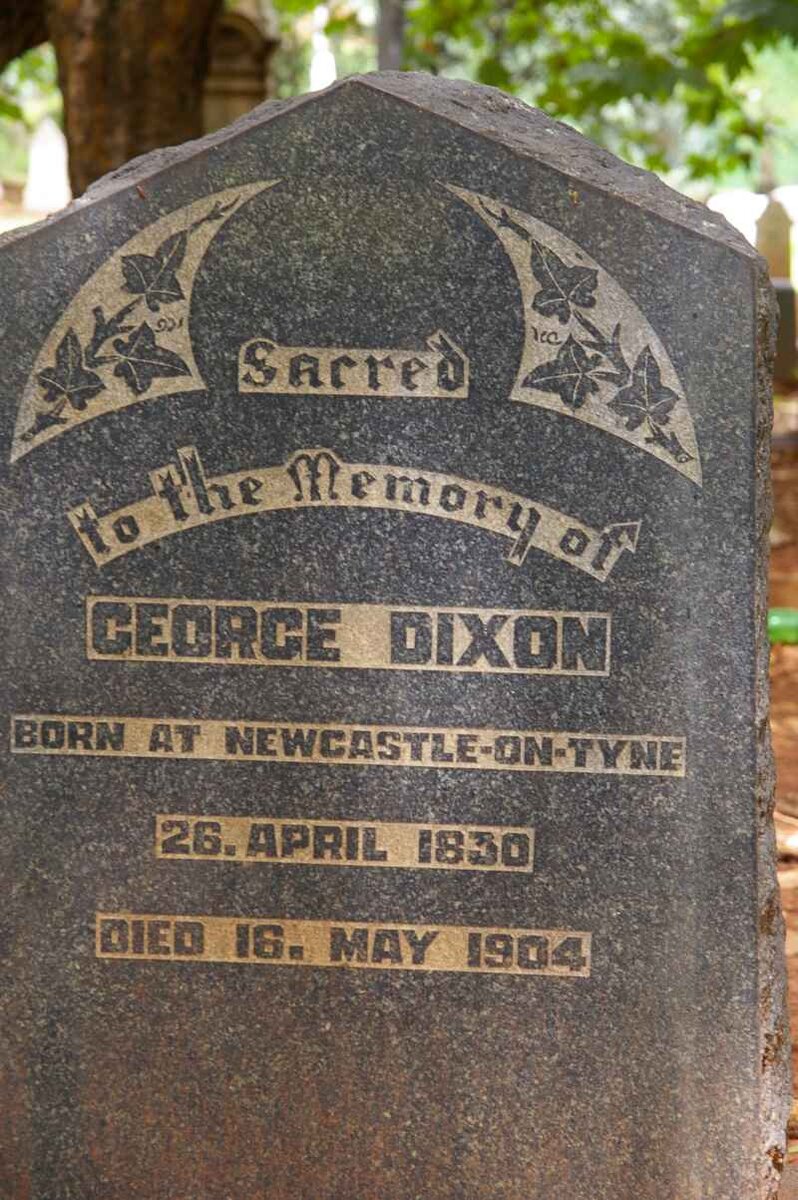 Sacred
to the Memory of
GEORGE DIXON
BORN AT NEWCASTLE-ON-TYNE
26. APRIL 1830
DIED 16. MAY 1904